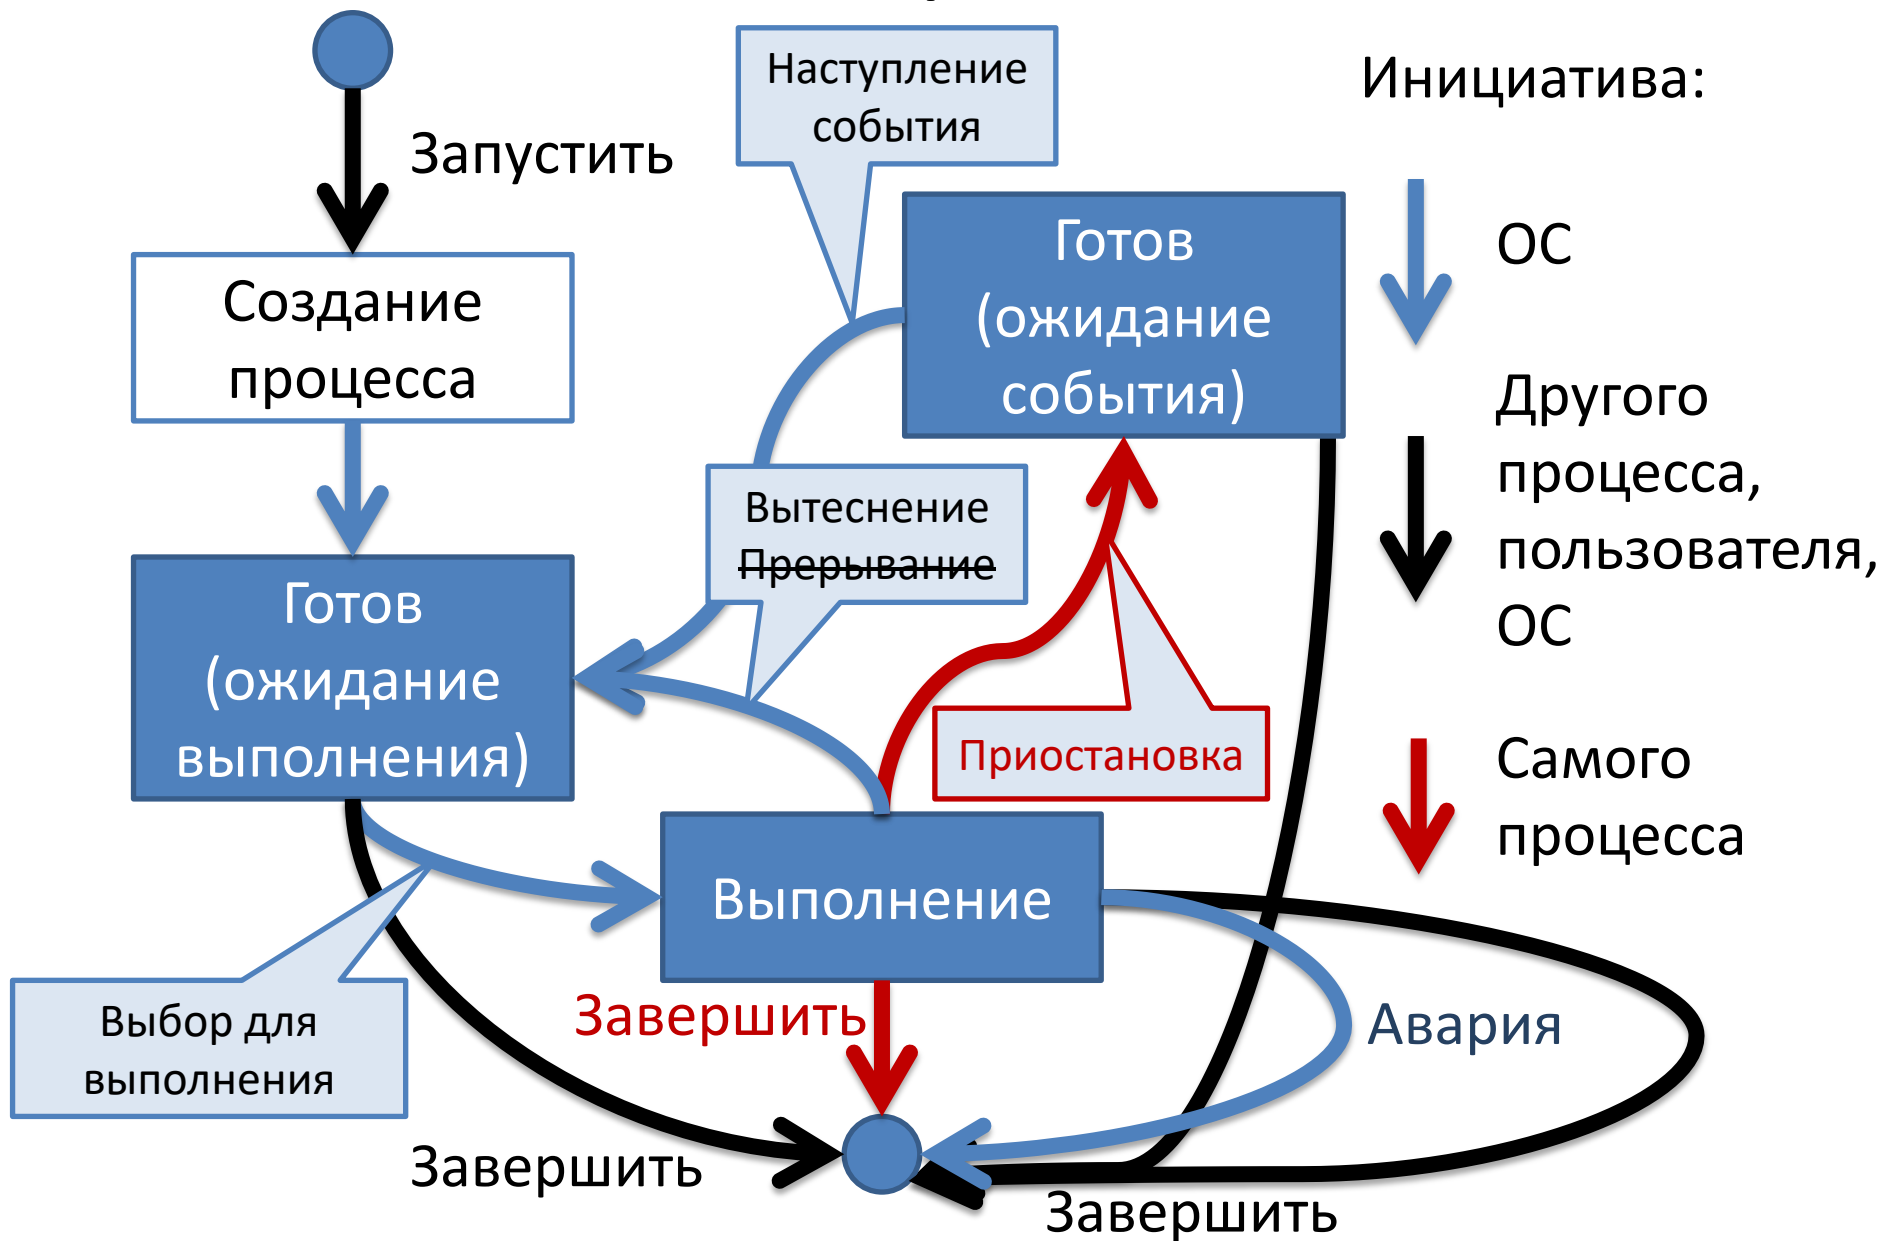 Наступление
события
Инициатива:
Запустить
Готов
(ожидание
события)
ОС
Создание
процесса
Другого
процесса,
пользователя,
ОС
Вытеснение
Прерывание
Готов
(ожидание
выполнения)
Приостановка
Самого
процесса
Выполнение
Выбор для
выполнения
Завершить
Авария
Завершить
Завершить